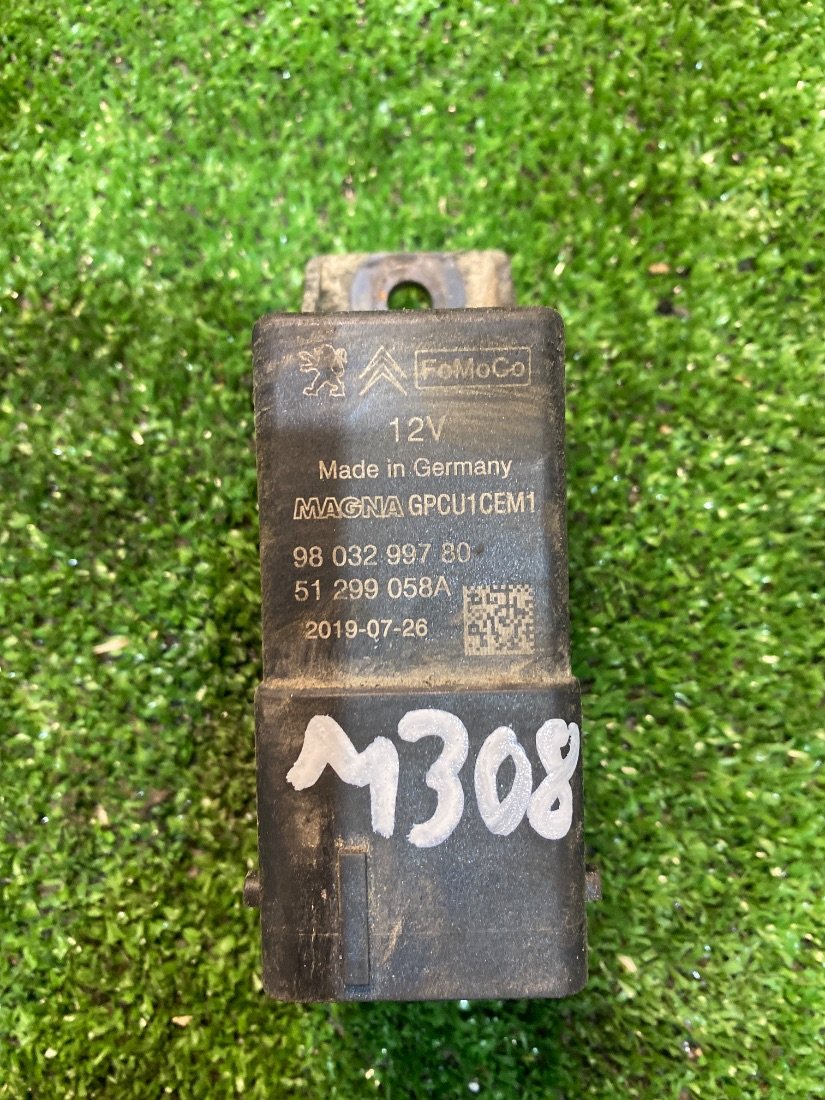 FoMoCo
12V
Made in Germany
MAGNA GPCU1CEM1
98 032 997 80
51 299 058A
2019-07-26
M308